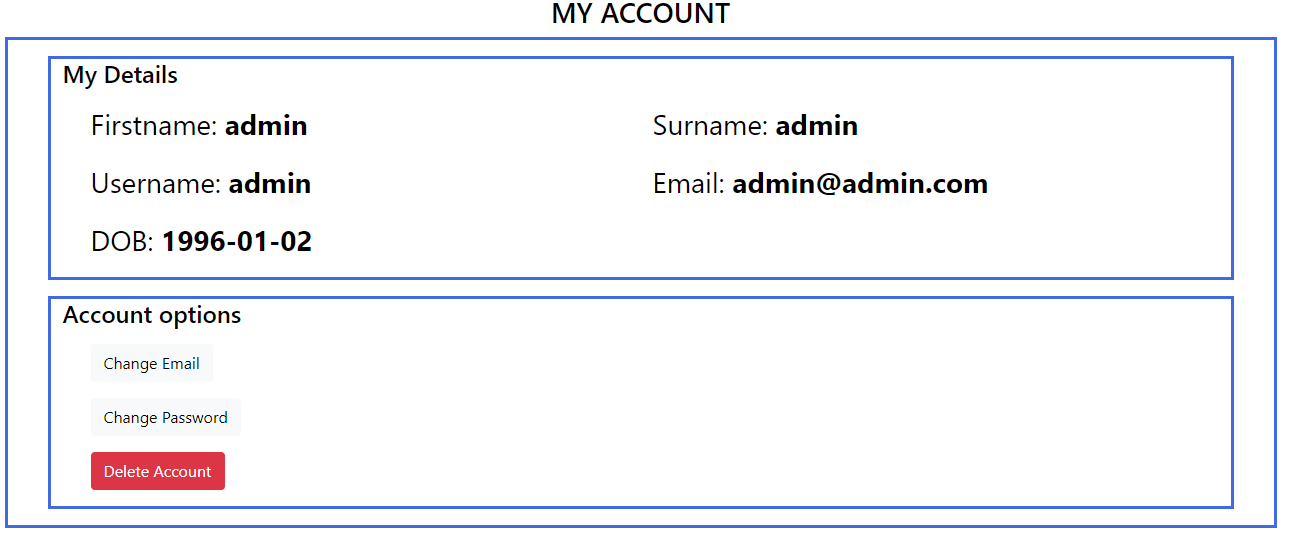 MY ACCOUNT
My Details
Firstname: admin
Surname: admin
Username: admin
Email: admin@admin.com
DOB: 1996-01-02
Account options
Change Email
Change Password
Delete Account